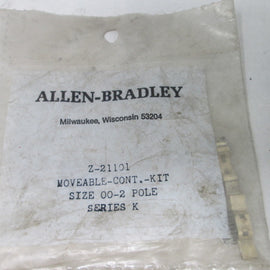 ALLEN-BRADLEY
Milwaukee, Wisconsin 53204
Z-21101
MOVEABLE-CONT.-KIT
SIZE 00-2 POLE
SERIES K